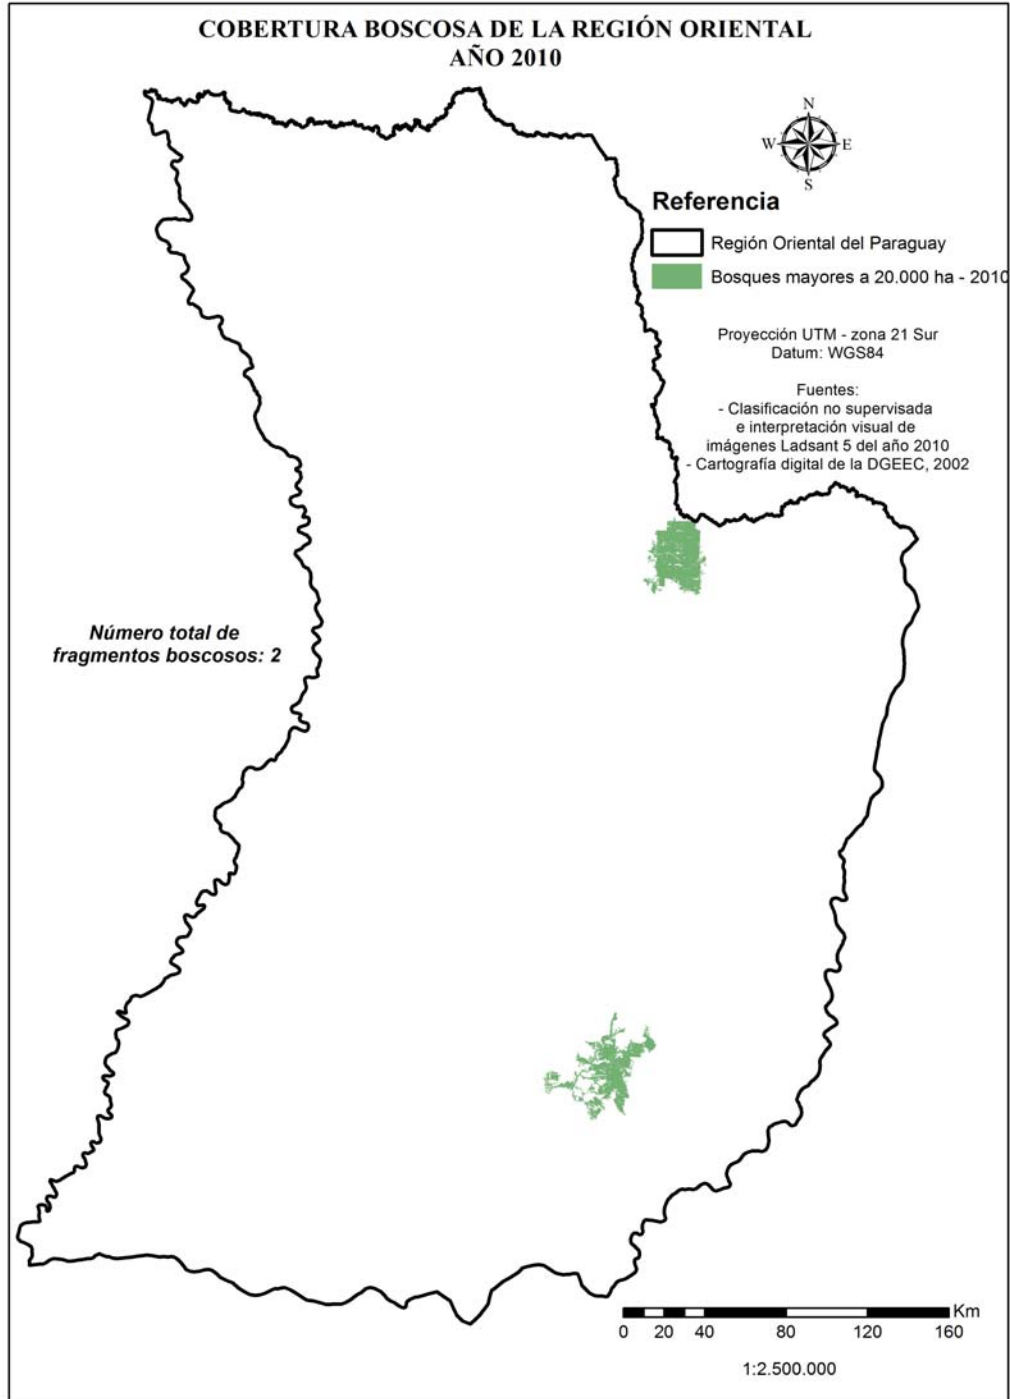 COBERTURA BOSCOSA DE LA REGIÓN ORIENTAL
AÑO 2010
N
W E
S
Referencia
Región Oriental del Paraguay
Bosques mayores a 20.000 ha - 2010
Proyección UTM - zona 21 Sur
Datum: WGS84
Fuentes:
- Clasificación no supervisada
e interpretación visual de
imágenes Ladsant 5 del año 2010
- Cartografía digital de la DGEEC, 2002
Número total de
fragmentos boscosos: 2
Km
0 20 40 80 120 160
1:2.500.000